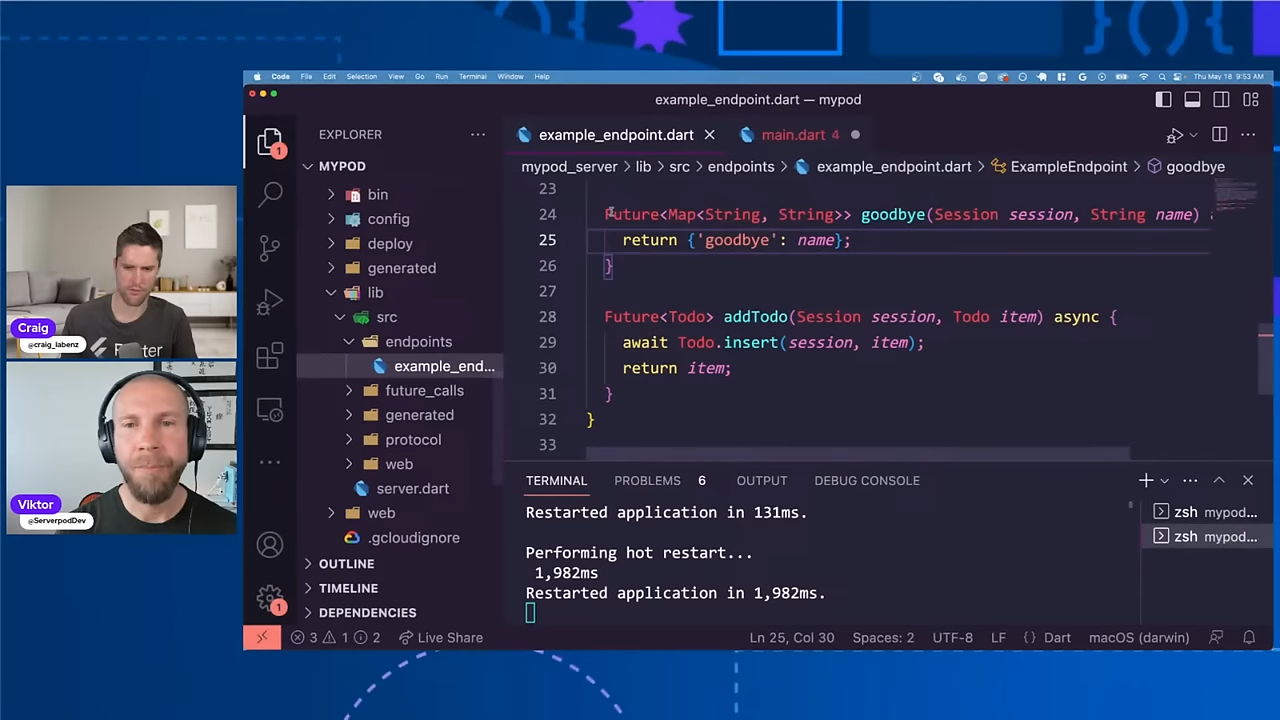 Code File Edit Selection View Go Run Terminal Window Help
Thu May 18 9:53 AM
example_endpoint.dart — mypod
EXPLORER
MYPOD
bin
config
deploy
generated
lib
src
endpoints
example_end...
future_calls
generated
protocol
web
server.dart
web
.gcloudignore
OUTLINE
TIMELINE
DEPENDENCIES
1
1
example_endpoint.dart
main.dart 4
mypod_server > lib > src > endpoints > example_endpoint.dart > ExampleEndpoint > goodbye
23
24 Future<Map<String, String>> goodbye(Session session, String name) a
25 return {'goodbye': name};
26 }
27
28 Future<Todo> addTodo(Session session, Todo item) async {
29 await Todo.insert(session, item);
30 return item;
31 }
32 }
33
TERMINAL PROBLEMS 6 OUTPUT DEBUG CONSOLE
Restarted application in 131ms.
Performing hot restart...
1,982ms
Restarted application in 1,982ms.
zsh mypod...
zsh mypod...
3 1 2 Live Share Ln 25, Col 30 Spaces: 2 UTF-8 LF {} Dart macOS (darwin)
Craig
@craig_labenz
Viktor
@ServerpodDev